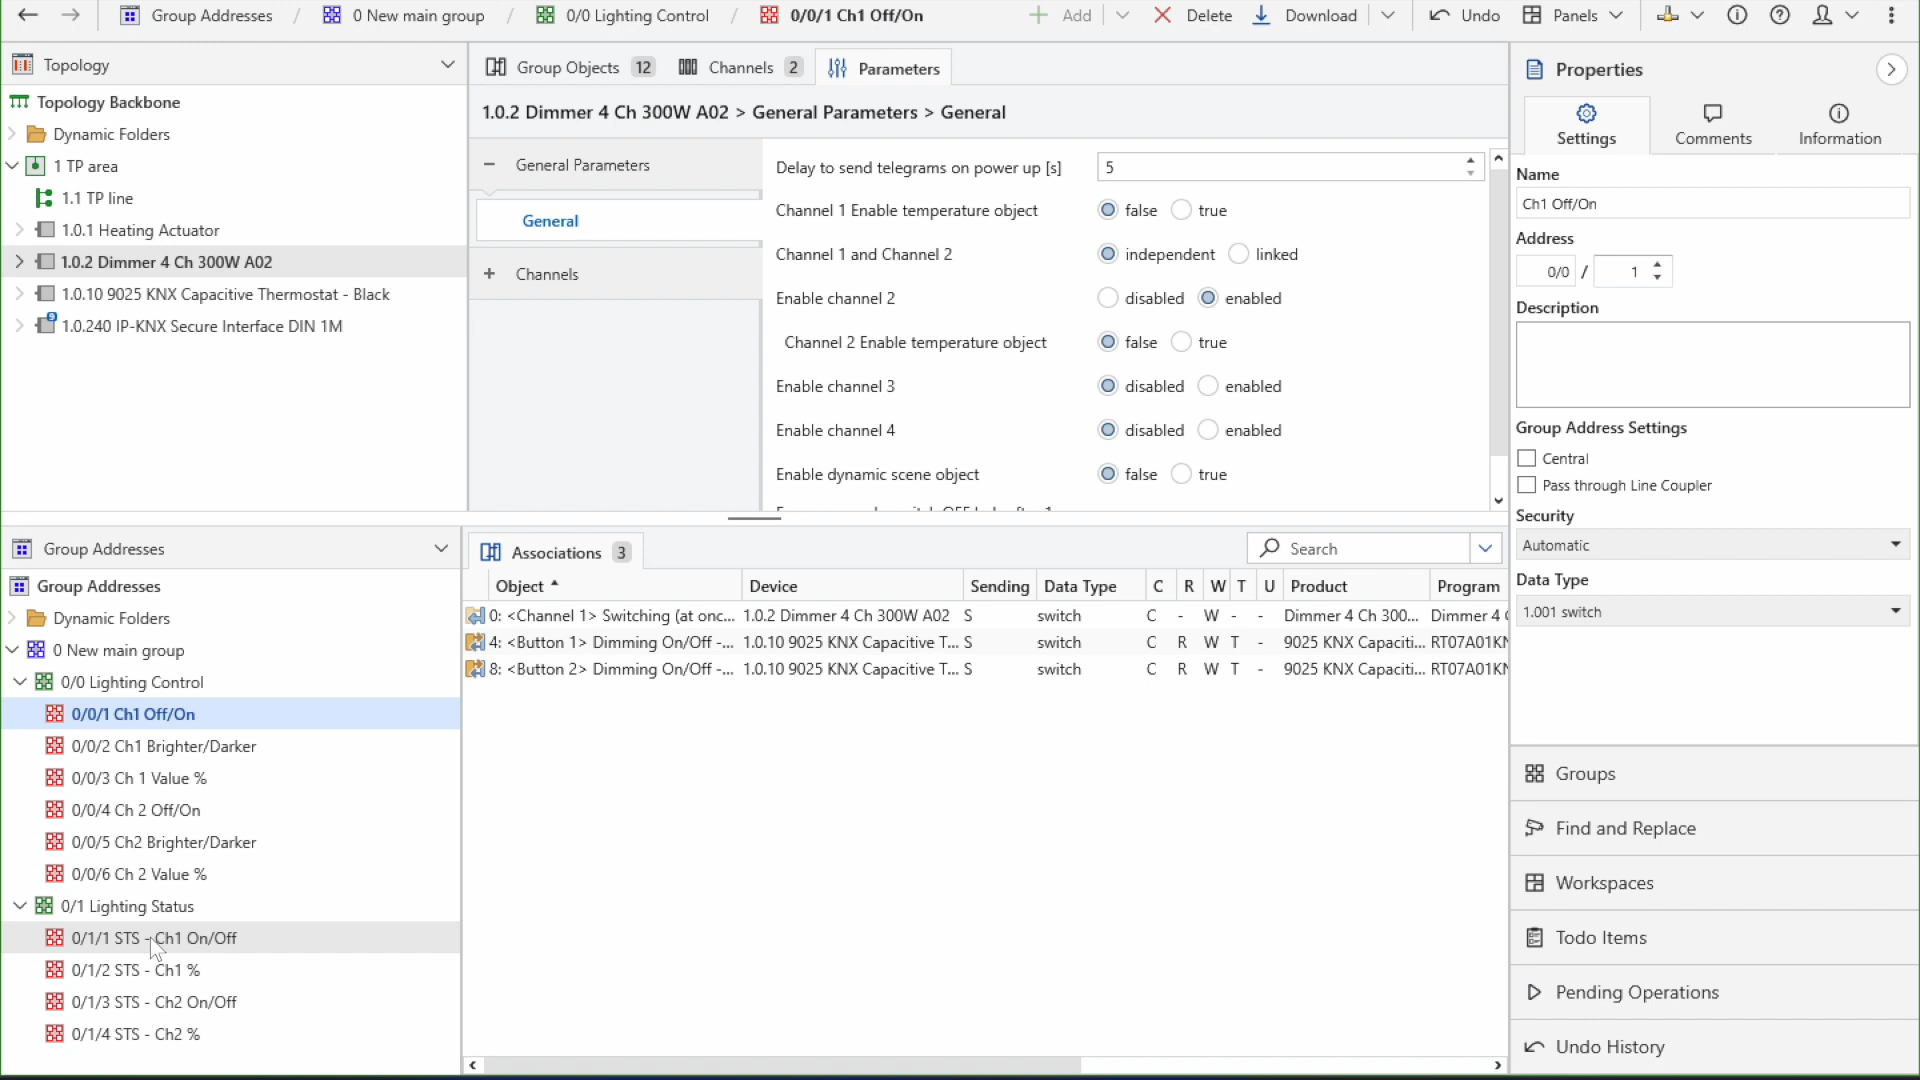 Group Addresses / 0 New main group / 0/0 Lighting Control / 0/0/1 Ch1 Off/On
Add Delete Download Undo Panels
Topology
Topology Backbone
Dynamic Folders
1 TP area
1.1 TP line
1.0.1 Heating Actuator
1.0.2 Dimmer 4 Ch 300W A02
1.0.10 9025 KNX Capacitive Thermostat - Black
9
1.0.240 IP-KNX Secure Interface DIN 1M
Group Objects 12 Channels 2 Parameters
1.0.2 Dimmer 4 Ch 300W A02 > General Parameters > General
− General Parameters
General
+ Channels
Delay to send telegrams on power up [s] 5
Channel 1 Enable temperature object false true
Channel 1 and Channel 2 independent linked
Enable channel 2 disabled enabled
Channel 2 Enable temperature object false true
Enable channel 3 disabled enabled
Enable channel 4 disabled enabled
Enable dynamic scene object false true
Properties
Settings Comments Information
Name
Ch1 Off/On
Address
0/0 / 1
Description
Group Address Settings
Central
Pass through Line Coupler
Security
Automatic
Data Type
1.001 switch
Groups
Find and Replace
Workspaces
Todo Items
Pending Operations
Undo History
Group Addresses
Group Addresses
Dynamic Folders
0 New main group
0/0 Lighting Control
0/0/1 Ch1 Off/On
0/0/2 Ch1 Brighter/Darker
0/0/3 Ch 1 Value %
0/0/4 Ch 2 Off/On
0/0/5 Ch2 Brighter/Darker
0/0/6 Ch 2 Value %
0/1 Lighting Status
0/1/1 STS - Ch1 On/Off
0/1/2 STS - Ch1 %
0/1/3 STS - Ch2 On/Off
0/1/4 STS - Ch2 %
Associations 3 Search
Object Device Sending Data Type C R W T U Product Program
0: <Channel 1> Switching (at onc... 1.0.2 Dimmer 4 Ch 300W A02 S switch C - W - - Dimmer 4 Ch 300... Dimmer 4
4: <Button 1> Dimming On/Off -... 1.0.10 9025 KNX Capacitive T... S switch C R W T - 9025 KNX Capaciti... RT07A01KN
8: <Button 2> Dimming On/Off -... 1.0.10 9025 KNX Capacitive T... S switch C R W T - 9025 KNX Capaciti... RT07A01KN